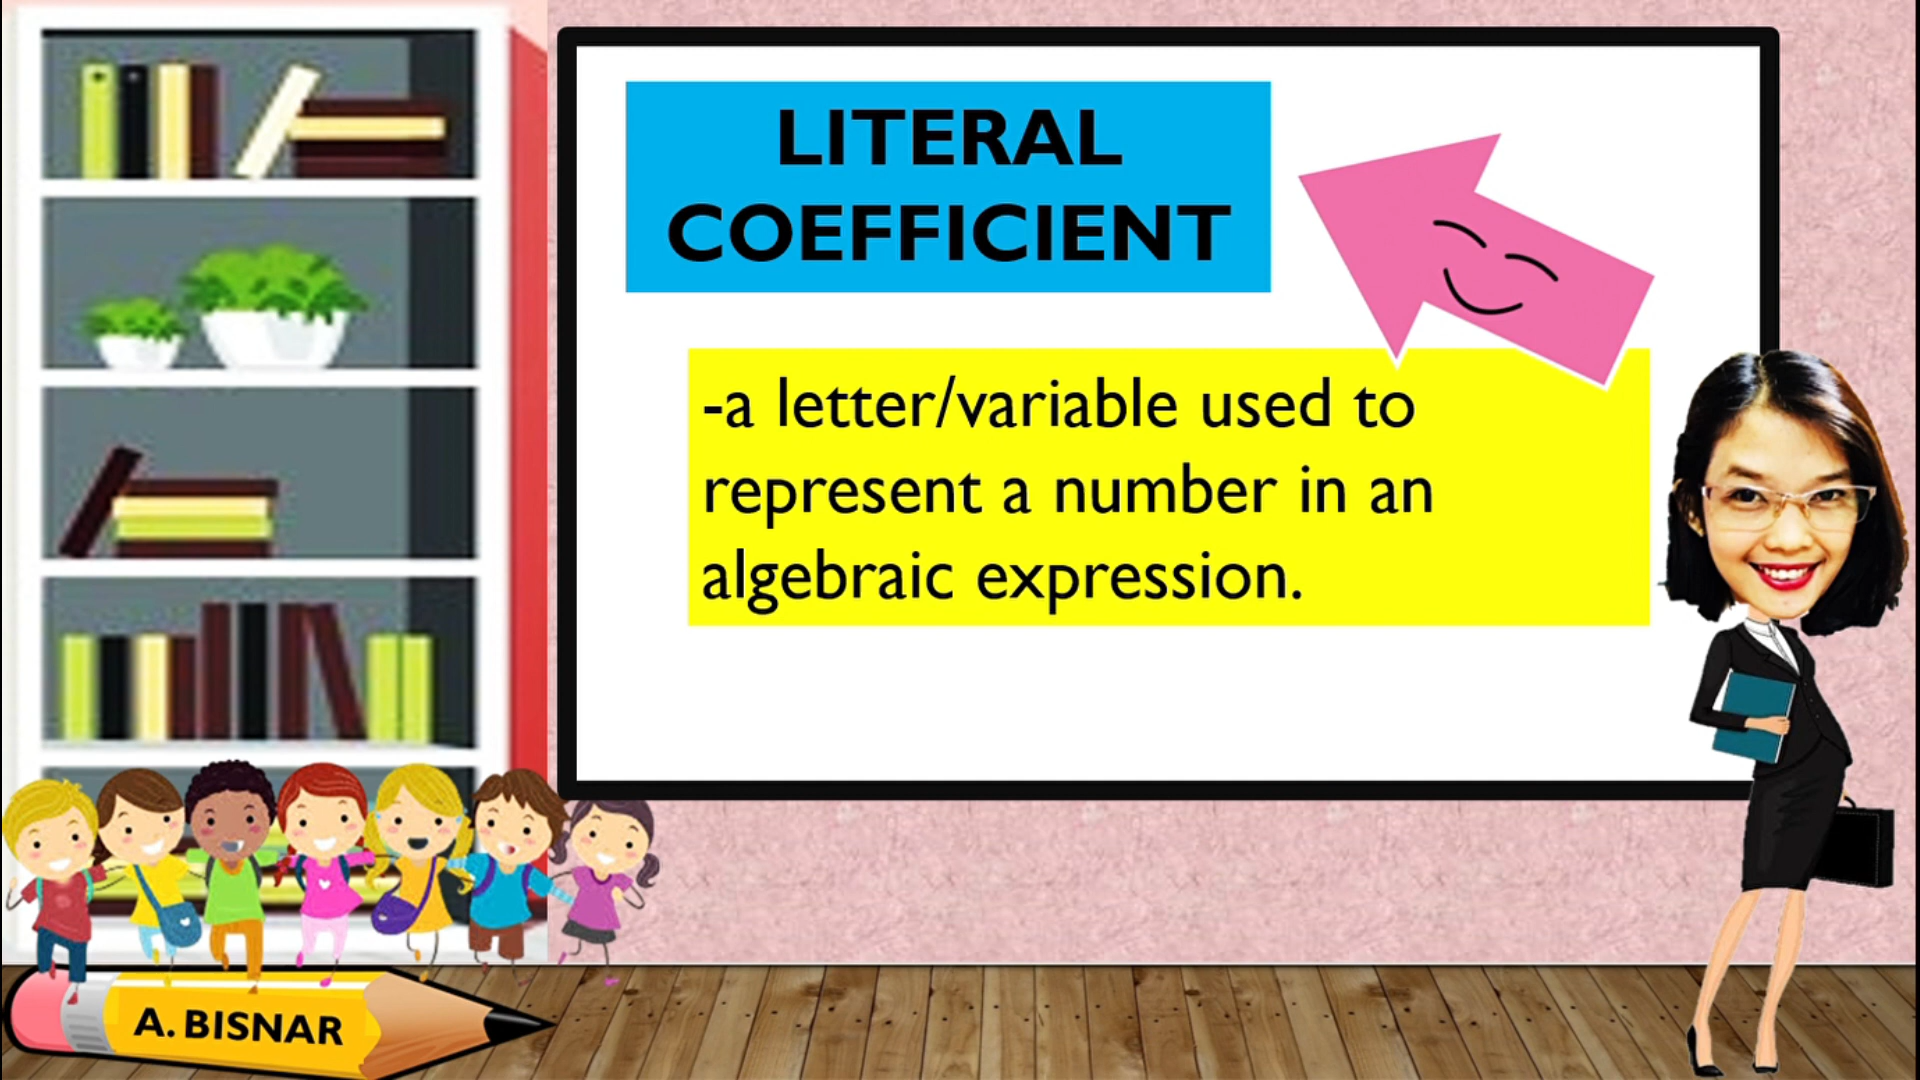 LITERAL
COEFFICIENT
-a letter/variable used to
represent a number in an
algebraic expression.
A. BISNAR